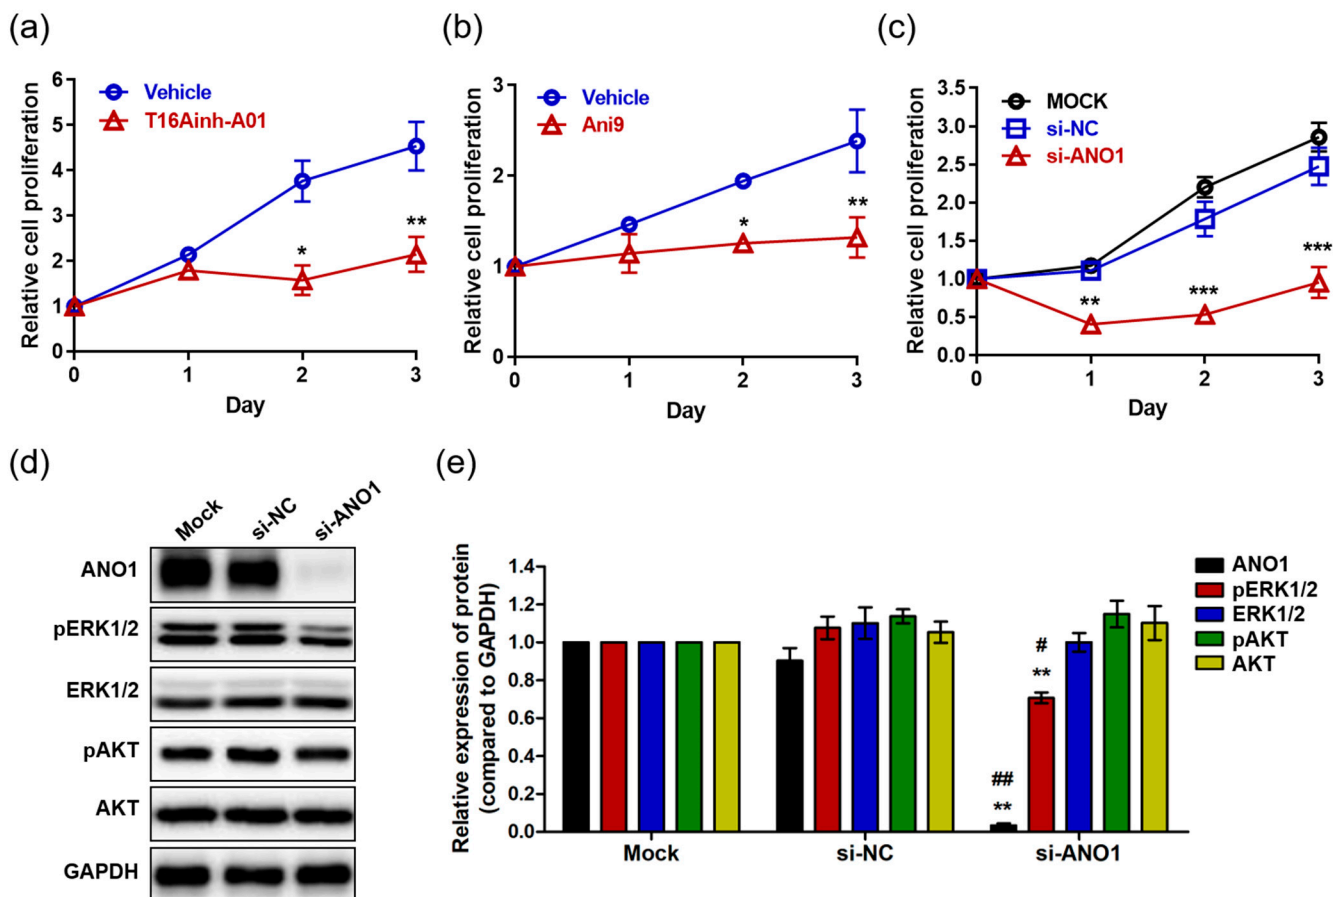 (a)
Relative cell proliferation
6
5
4
3
2
1
0
Vehicle
T16Ainh-A01
*
**
0 1 2 3
Day
(b)
Relative cell proliferation
3
2
1
0
Vehicle
Ani9
*
**
0 1 2 3
Day
(c)
Relative cell proliferation
3.5
3.0
2.5
2.0
1.5
1.0
0.5
0.0
MOCK
si-NC
si-ANO1
**
***
***
0 1 2 3
Day
(d)
Mock si-NC si-ANO1
ANO1
pERK1/2
ERK1/2
pAKT
AKT
GAPDH
(e)
Relative expression of protein
(compared to GAPDH)
1.4
1.2
1.0
0.8
0.6
0.4
0.2
0.0
##
**
#
**
Mock si-NC si-ANO1
ANO1
pERK1/2
ERK1/2
pAKT
AKT